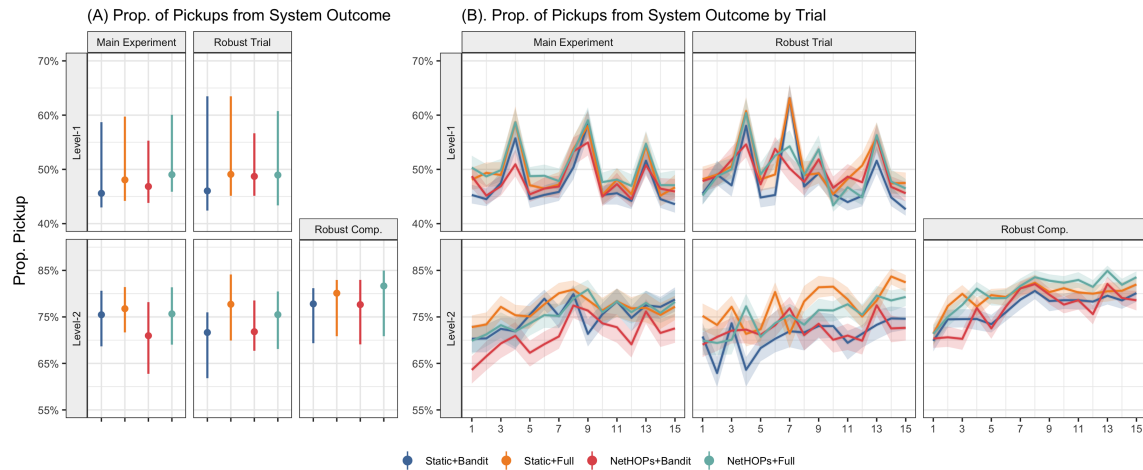 (A) Prop. of Pickups from System Outcome
(B). Prop. of Pickups from System Outcome by Trial
Main Experiment
Robust Trial
Main Experiment
Robust Trial
Prop. Pickup
Level-1
70%
60%
50%
40%
Level-1
70%
60%
50%
40%
Robust Comp.
Robust Comp.
Level-2
85%
75%
65%
55%
Level-2
85%
75%
65%
55%
1 3 5 7 9 11 13 15
1 3 5 7 9 11 13 15
1 3 5 7 9 11 13 15
Static+Bandit Static+Full NetHOPs+Bandit NetHOPs+Full